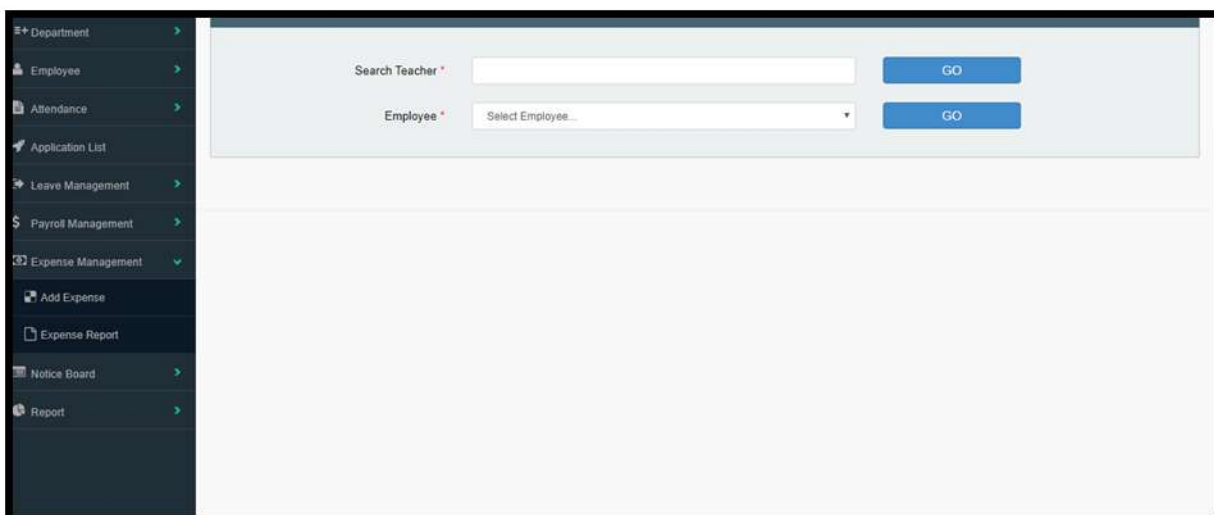 Department
Employee
Attendance
Application List
Leave Management
Payroll Management
Expense Management
Add Expense
Expense Report
Notice Board
Report
Search Teacher * GO
Employee * Select Employee... GO